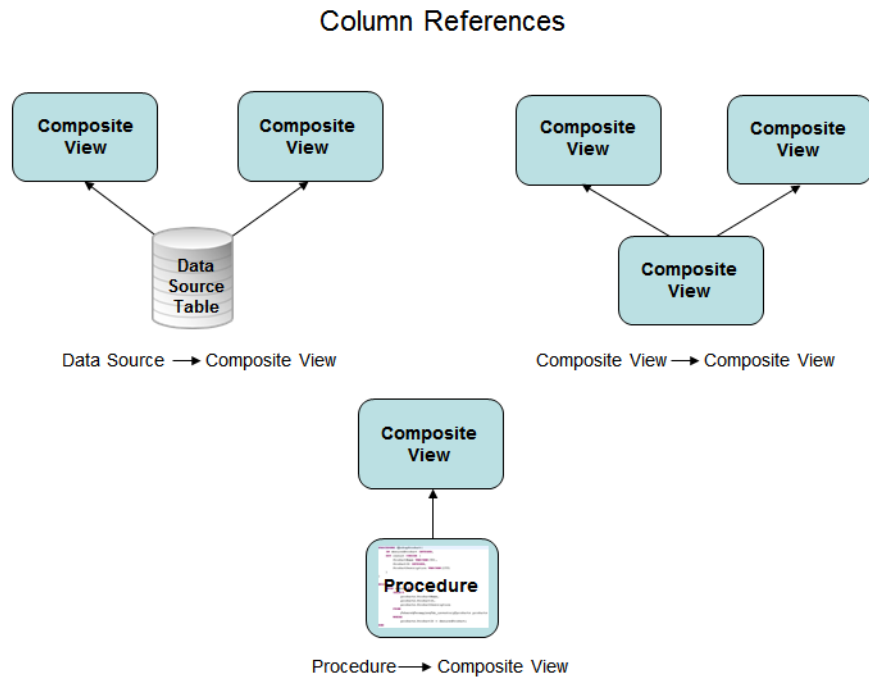 Column References
Composite
View
Composite
View
Data
Source
Table
Data Source → Composite View
Composite
View
Composite
View
Composite
View
Composite View → Composite View
Composite
View
Procedure
Procedure → Composite View